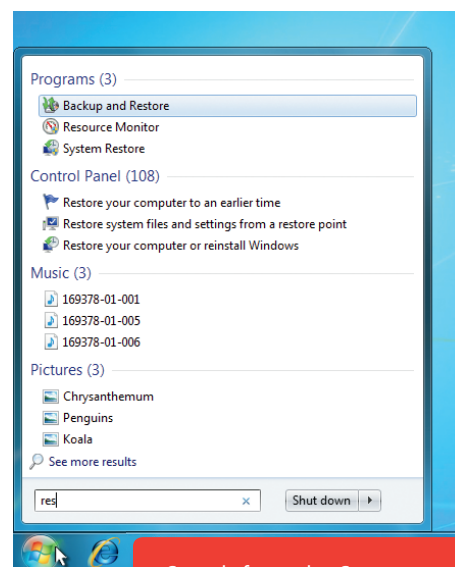 Programs (3)
Backup and Restore
Resource Monitor
System Restore
Control Panel (108)
Restore your computer to an earlier time
Restore system files and settings from a restore point
Restore your computer or reinstall Windows
Music (3)
169378-01-001
169378-01-005
169378-01-006
Pictures (3)
Chrysanthemum
Penguins
Koala
See more results
res
Shut down